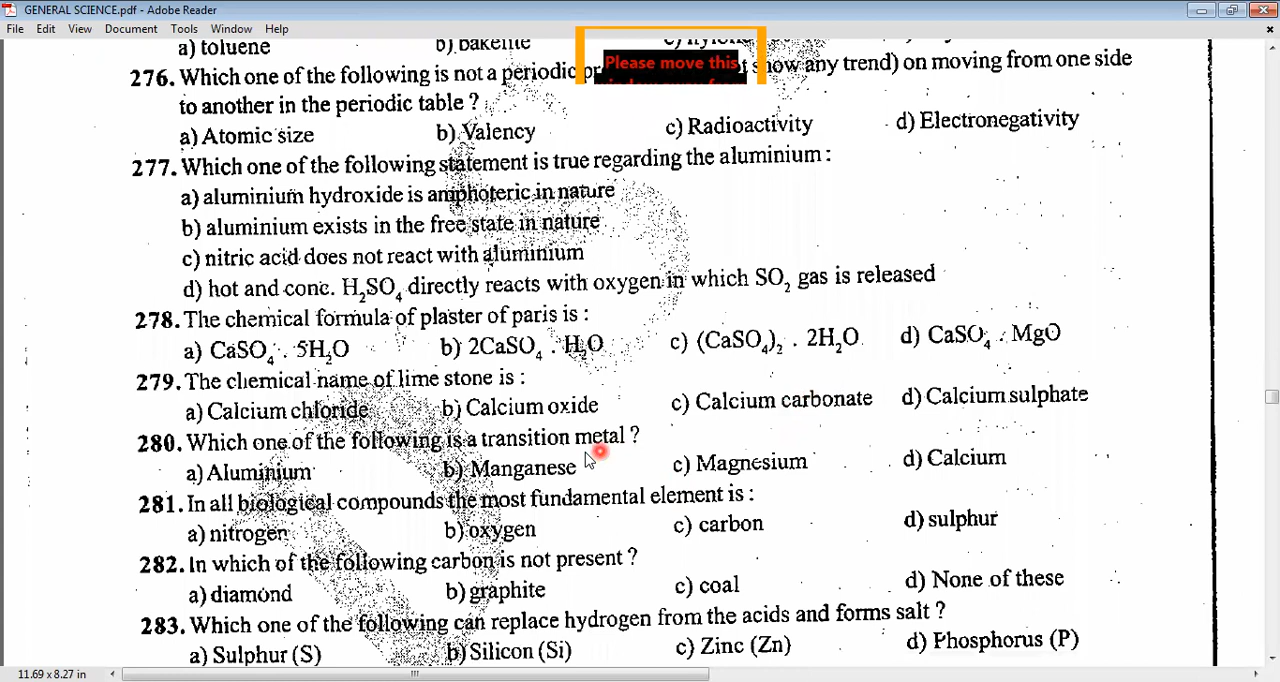 GENERAL SCIENCE.pdf - Adobe Reader
File Edit View Document Tools Window Help
a) toluene b) bakelite
276. Which one of the following is not a periodic Please move this show any trend) on moving from one side
to another in the periodic table ?
a) Atomic size b) Valency c) Radioactivity d) Electronegativity
277. Which one of the following statement is true regarding the aluminium :
a) aluminium hydroxide is amphoteric in nature
b) aluminium exists in the free state in nature
c) nitric acid does not react with aluminium
d) hot and conc. H₂SO₄ directly reacts with oxygen in which SO₂ gas is released
278. The chemical formula of plaster of paris is :
a) CaSO₄ . 5H₂O b) 2CaSO₄ . H₂O c) (CaSO₄)₂ . 2H₂O d) CaSO₄ . MgO
279. The chemical name of lime stone is :
a) Calcium chloride b) Calcium oxide c) Calcium carbonate d) Calcium sulphate
280. Which one of the following is a transition metal ?
a) Aluminium b) Manganese c) Magnesium d) Calcium
281. In all biological compounds the most fundamental element is :
a) nitrogen b) oxygen c) carbon d) sulphur
282. In which of the following carbon is not present ?
a) diamond b) graphite c) coal d) None of these
283. Which one of the following can replace hydrogen from the acids and forms salt ?
a) Sulphur (S) b) Silicon (Si) c) Zinc (Zn) d) Phosphorus (P)
11.69 x 8.27 in